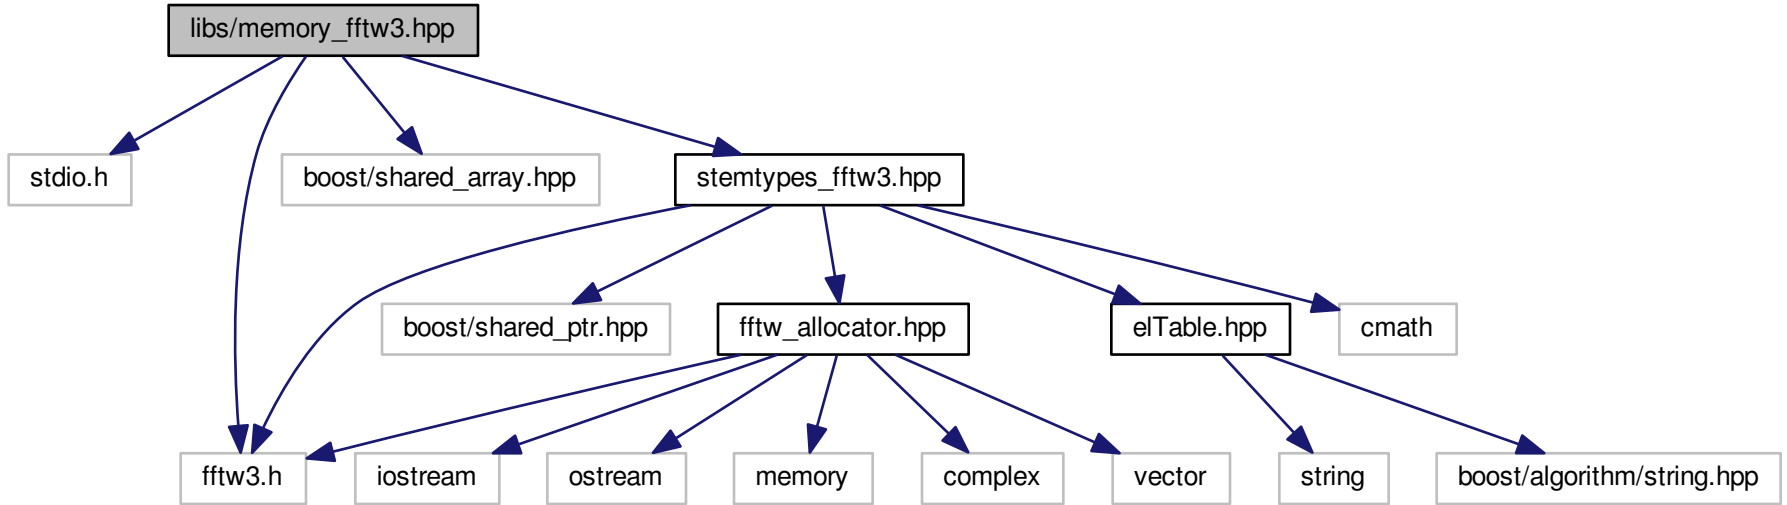 libs/memory_fftw3.hpp
stdio.h
boost/shared_array.hpp
stemtypes_fftw3.hpp
boost/shared_ptr.hpp
fftw_allocator.hpp
elTable.hpp
cmath
fftw3.h
iostream
ostream
memory
complex
vector
string
boost/algorithm/string.hpp